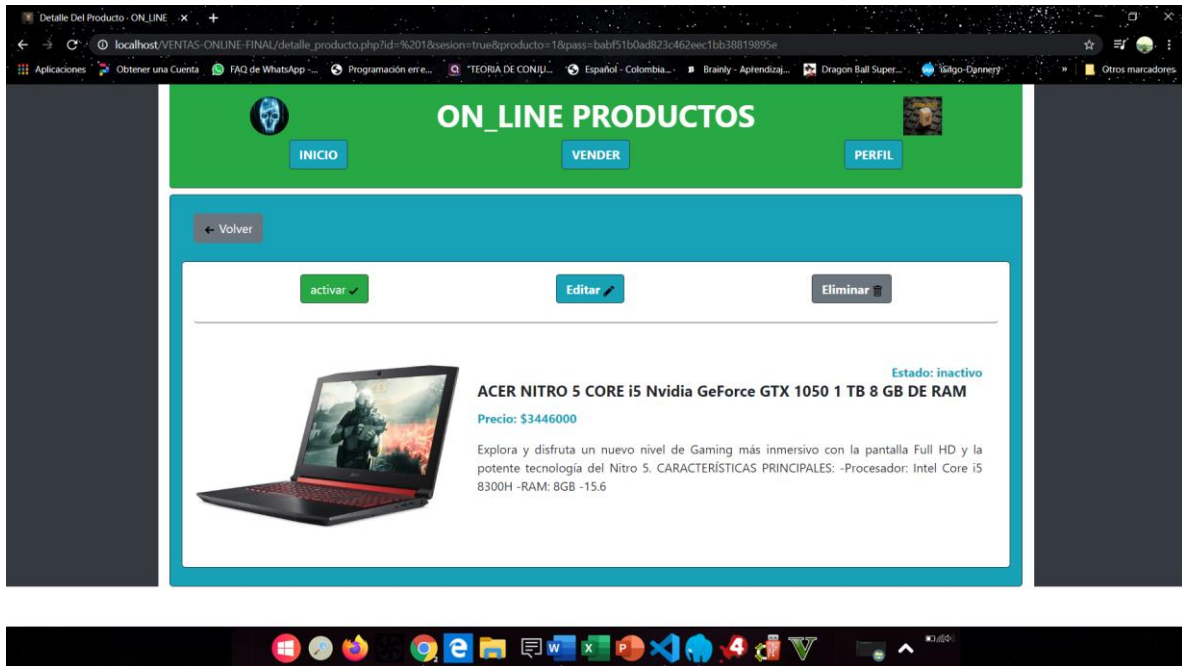 Detalle Del Producto - ON_LINE
localhost/VENTAS-ONLINE-FINAL/detalle_producto.php?id=%201&sesion=true&producto=1&pass=babf51b0ad823c462eec1bb38819895e
Aplicaciones
Obtener una Cuenta
FAQ de WhatsApp -...
Programación en e...
"TEORÍA DE CONJU...
Español - Colombia...
Brainly - Aprendizaj...
Dragon Ball Super...
»
Otros marcadores
ON_LINE PRODUCTOS
INICIO
VENDER
PERFIL
← Volver
activar
Editar
Eliminar
Estado: inactivo
ACER NITRO 5 CORE i5 Nvidia GeForce GTX 1050 1 TB 8 GB DE RAM
Precio: $3446000
Explora y disfruta un nuevo nivel de Gaming más inmersivo con la pantalla Full HD y la
potente tecnología del Nitro 5. CARACTERÍSTICAS PRINCIPALES: -Procesador: Intel Core i5
8300H -RAM: 8GB -15.6